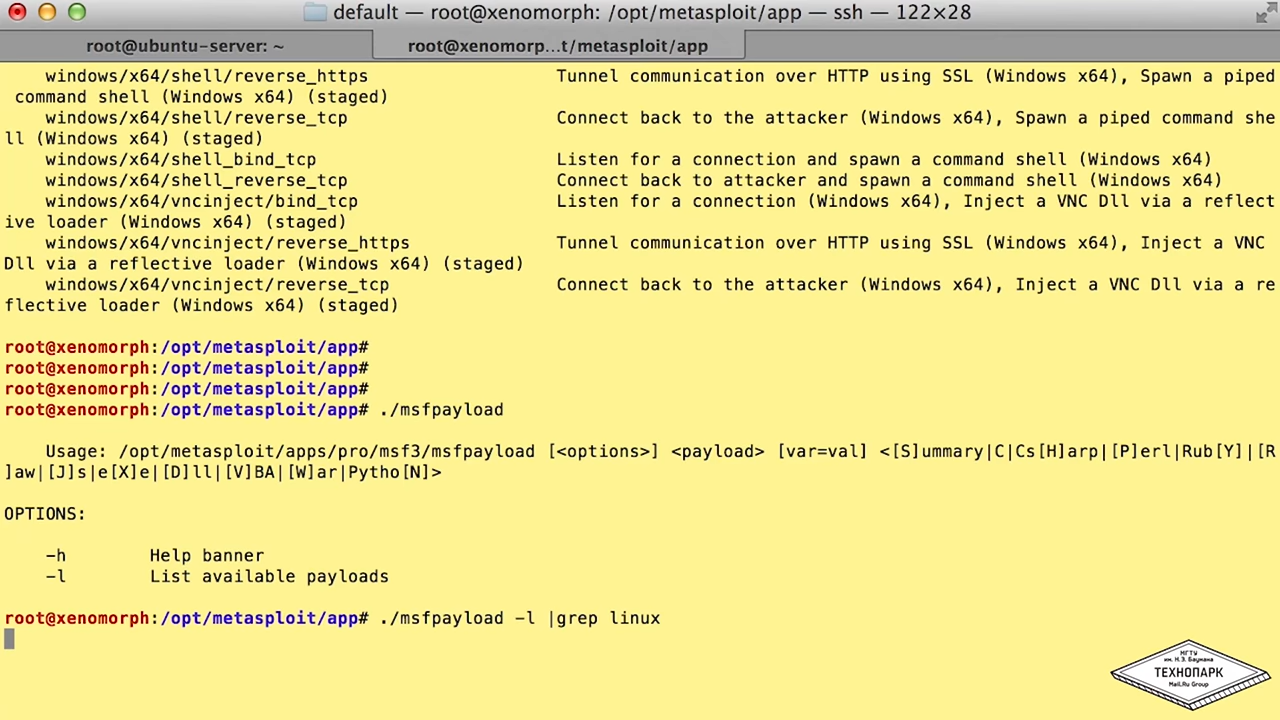 default — root@xenomorph: /opt/metasploit/app — ssh — 122×28
root@ubuntu-server: ~
root@xenomorp...t/metasploit/app
windows/x64/shell/reverse_https Tunnel communication over HTTP using SSL (Windows x64), Spawn a piped
command shell (Windows x64) (staged)
windows/x64/shell/reverse_tcp Connect back to the attacker (Windows x64), Spawn a piped command she
ll (Windows x64) (staged)
windows/x64/shell_bind_tcp Listen for a connection and spawn a command shell (Windows x64)
windows/x64/shell_reverse_tcp Connect back to attacker and spawn a command shell (Windows x64)
windows/x64/vncinject/bind_tcp Listen for a connection (Windows x64), Inject a VNC Dll via a reflect
ive loader (Windows x64) (staged)
windows/x64/vncinject/reverse_https Tunnel communication over HTTP using SSL (Windows x64), Inject a VNC
Dll via a reflective loader (Windows x64) (staged)
windows/x64/vncinject/reverse_tcp Connect back to the attacker (Windows x64), Inject a VNC Dll via a re
flective loader (Windows x64) (staged)
root@xenomorph:/opt/metasploit/app#
root@xenomorph:/opt/metasploit/app#
root@xenomorph:/opt/metasploit/app#
root@xenomorph:/opt/metasploit/app# ./msfpayload
Usage: /opt/metasploit/apps/pro/msf3/msfpayload [<options>] <payload> [var=val] <[S]ummary|C|Cs[H]arp|[P]erl|Rub[Y]|[R
]aw|[J]s|e[X]e|[D]ll|[V]BA|[W]ar|Pytho[N]>
OPTIONS:
-h Help banner
-l List available payloads
root@xenomorph:/opt/metasploit/app# ./msfpayload -l |grep linux
МГТУ
им. Н.Э. Баумана
ТЕХНОПАРК
Mail.Ru Group